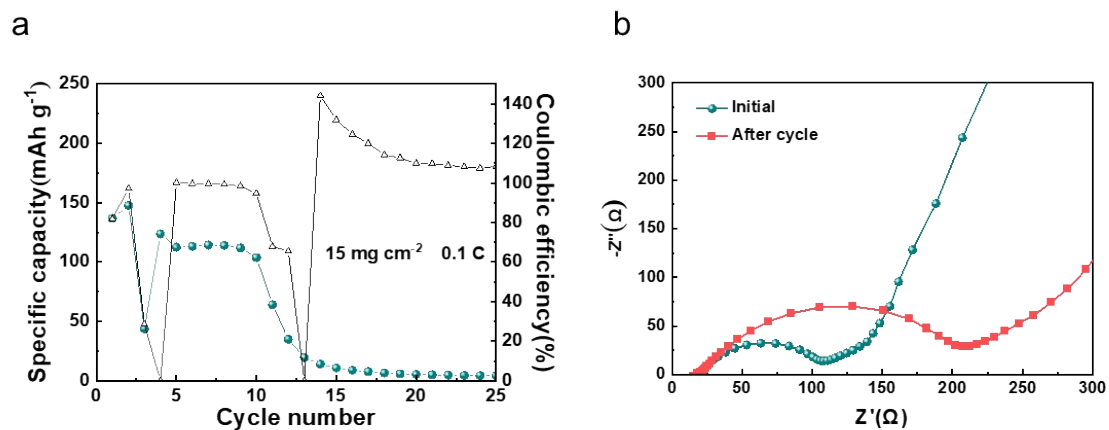 a
250
200
150
100
50
0
Specific capacity(mAh g⁻¹)
0 5 10 15 20 25
Cycle number
140
120
100
80
60
40
20
0
Coulombic efficiency(%)
15 mg cm⁻² 0.1 C
b
300
250
200
150
100
50
0
-Z''(Ω)
0 50 100 150 200 250 300
Z'(Ω)
Initial
After cycle